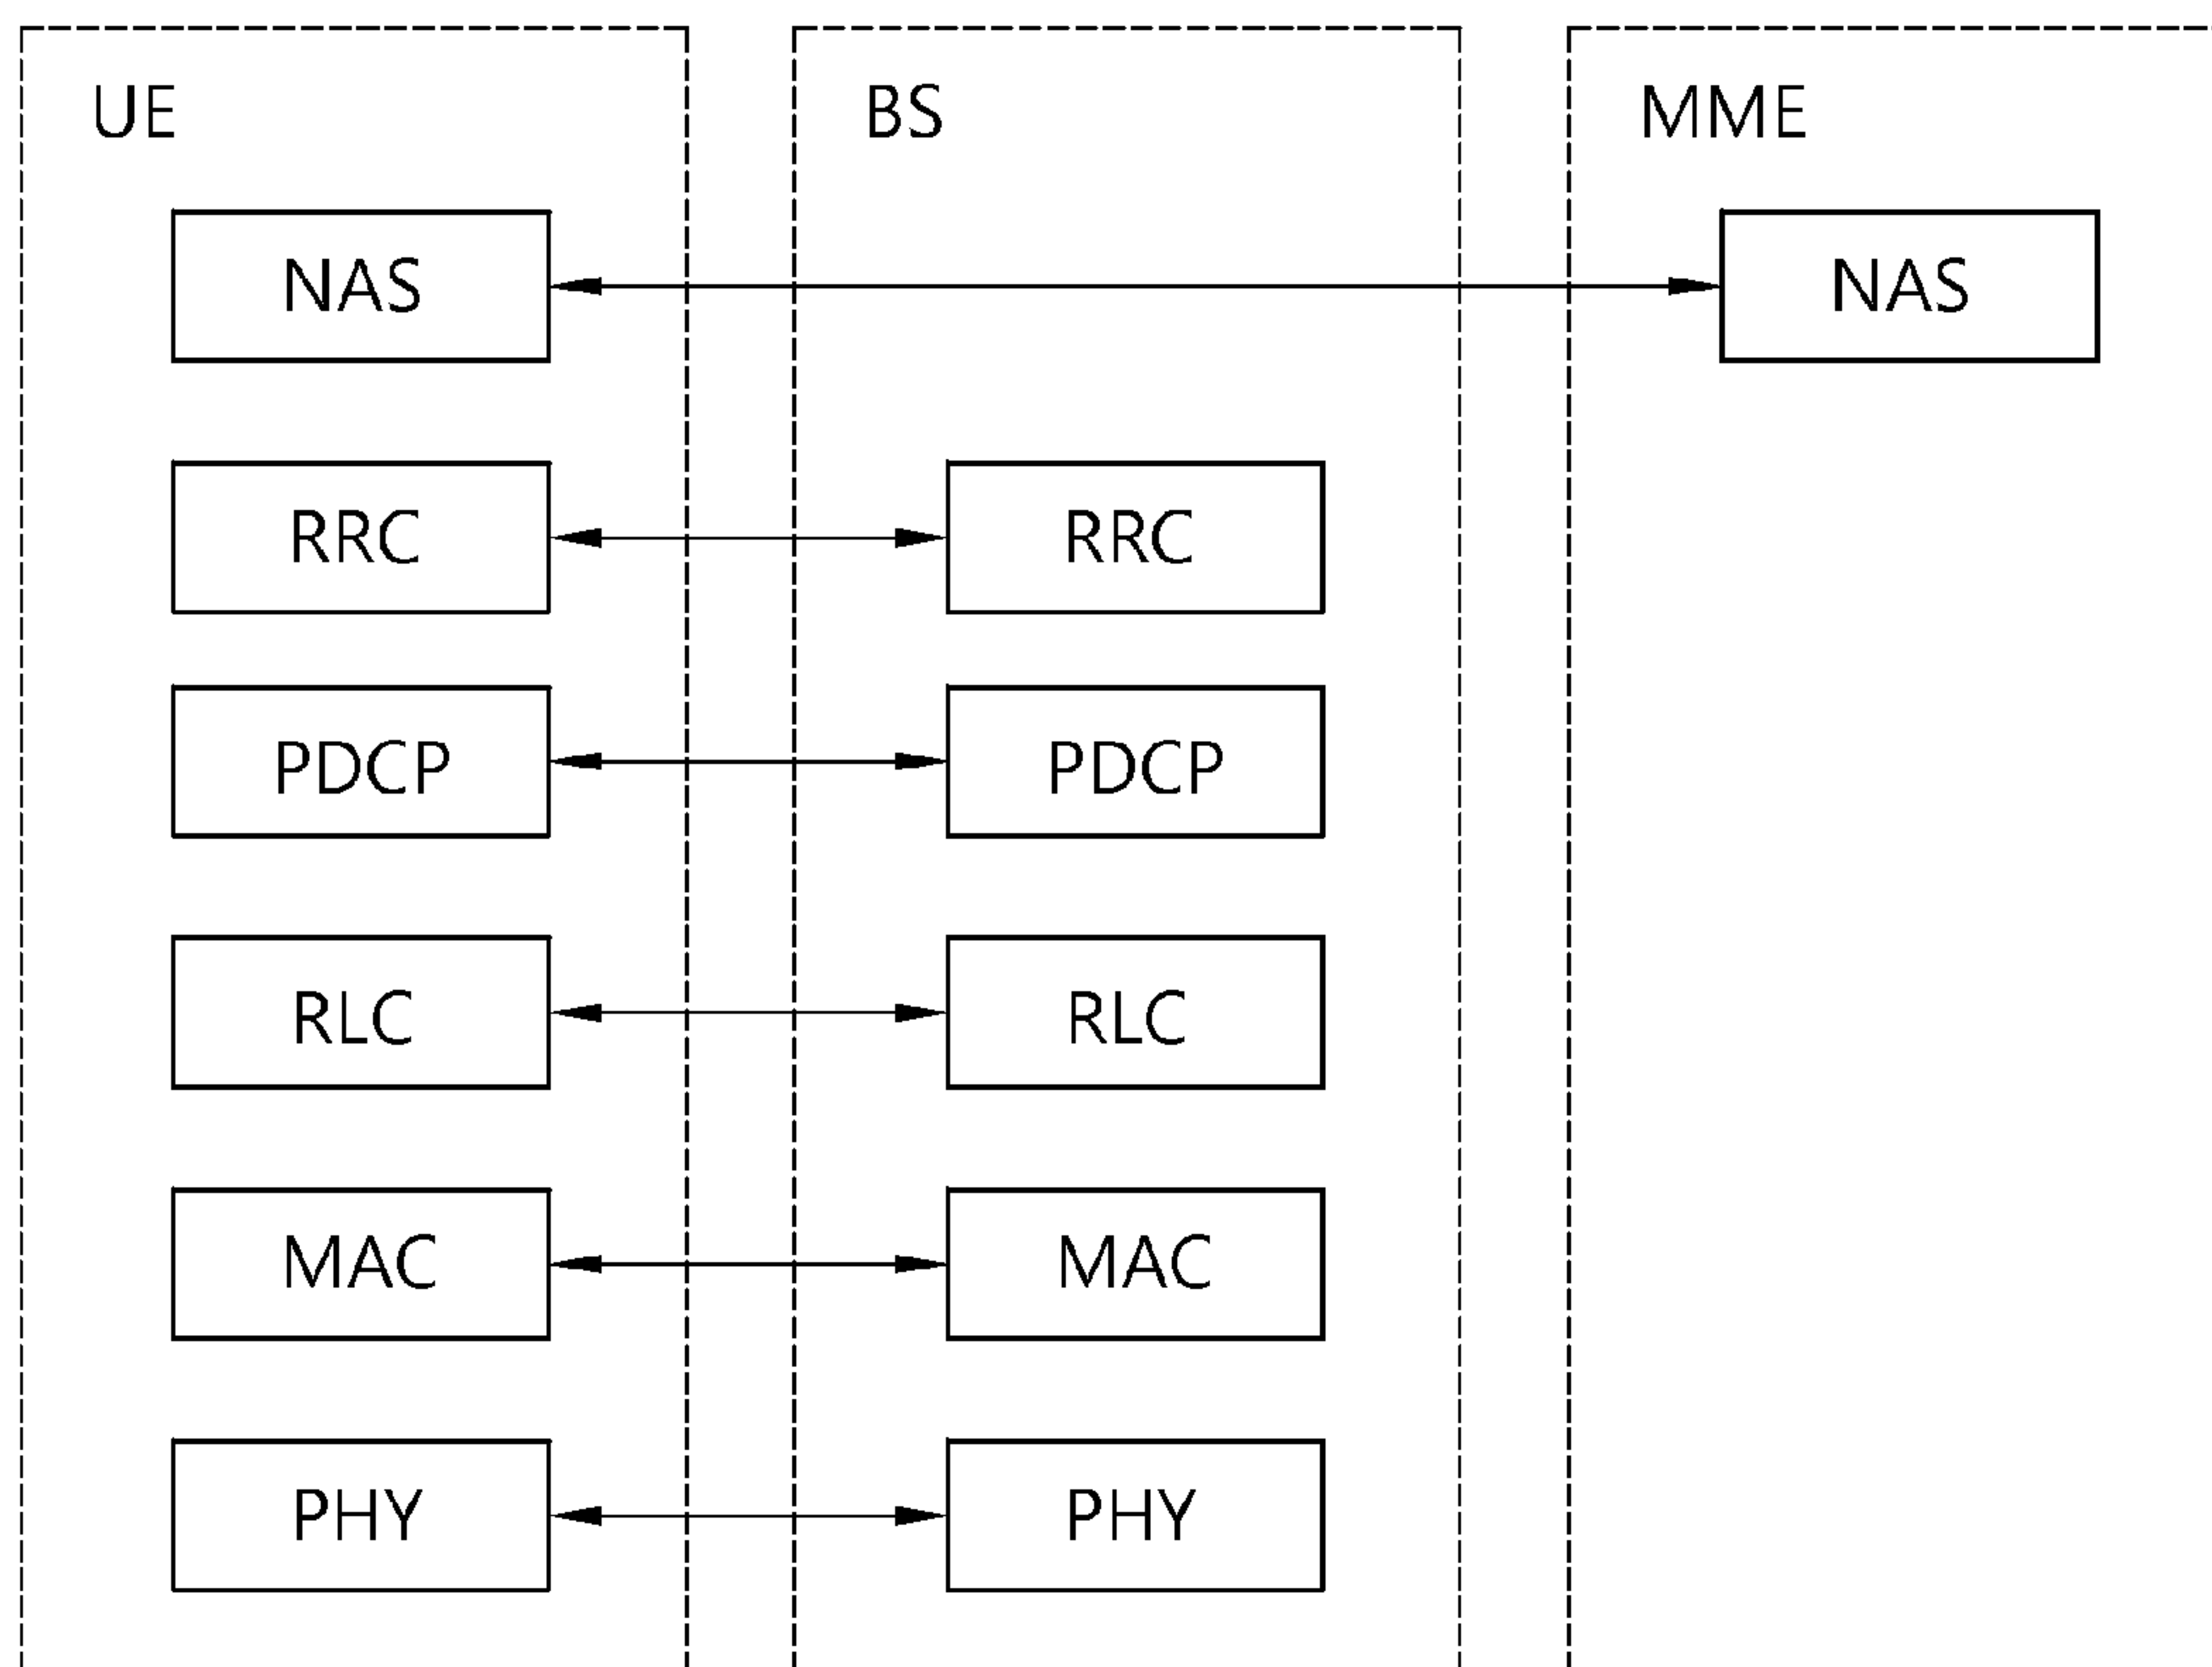 UE BS MME
NAS NAS
RRC RRC
PDCP PDCP
RLC RLC
MAC MAC
PHY PHY